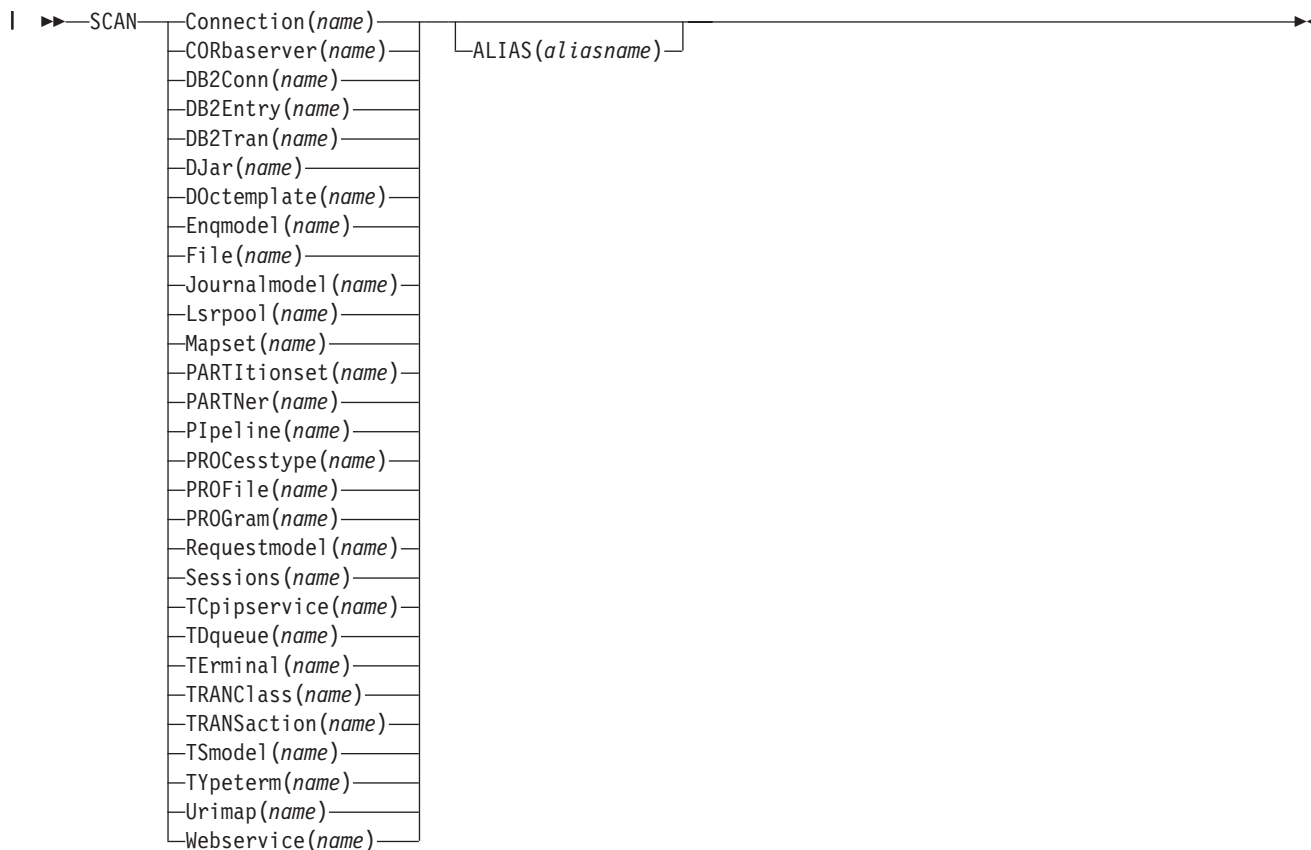 SCAN Connection(name)
CORbaserver(name) ALIAS(aliasname)
DB2Conn(name)
DB2Entry(name)
DB2Tran(name)
DJar(name)
DOctemplate(name)
Enqmodel(name)
File(name)
Journalmodel(name)
Lsrpool(name)
Mapset(name)
PARTItionset(name)
PARTNer(name)
PIpeline(name)
PROCesstype(name)
PROFile(name)
PROGram(name)
Requestmodel(name)
Sessions(name)
TCpipservice(name)
TDqueue(name)
TErminal(name)
TRANClass(name)
TRANSaction(name)
TSmodel(name)
TYpeterm(name)
Urimap(name)
Webservice(name)